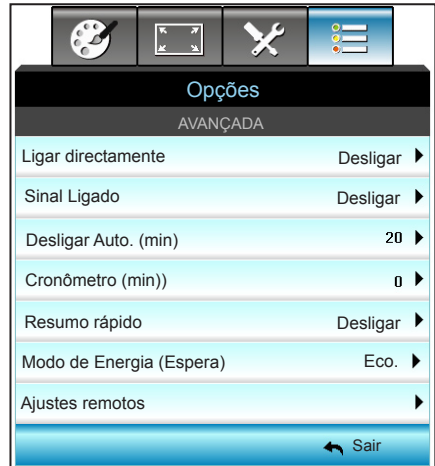 Opções
AVANÇADA
Ligar directamente Desligar
Sinal Ligado Desligar
Desligar Auto. (min) 20
Cronômetro (min)) 0
Resumo rápido Desligar
Modo de Energia (Espera) Eco.
Ajustes remotos
Sair